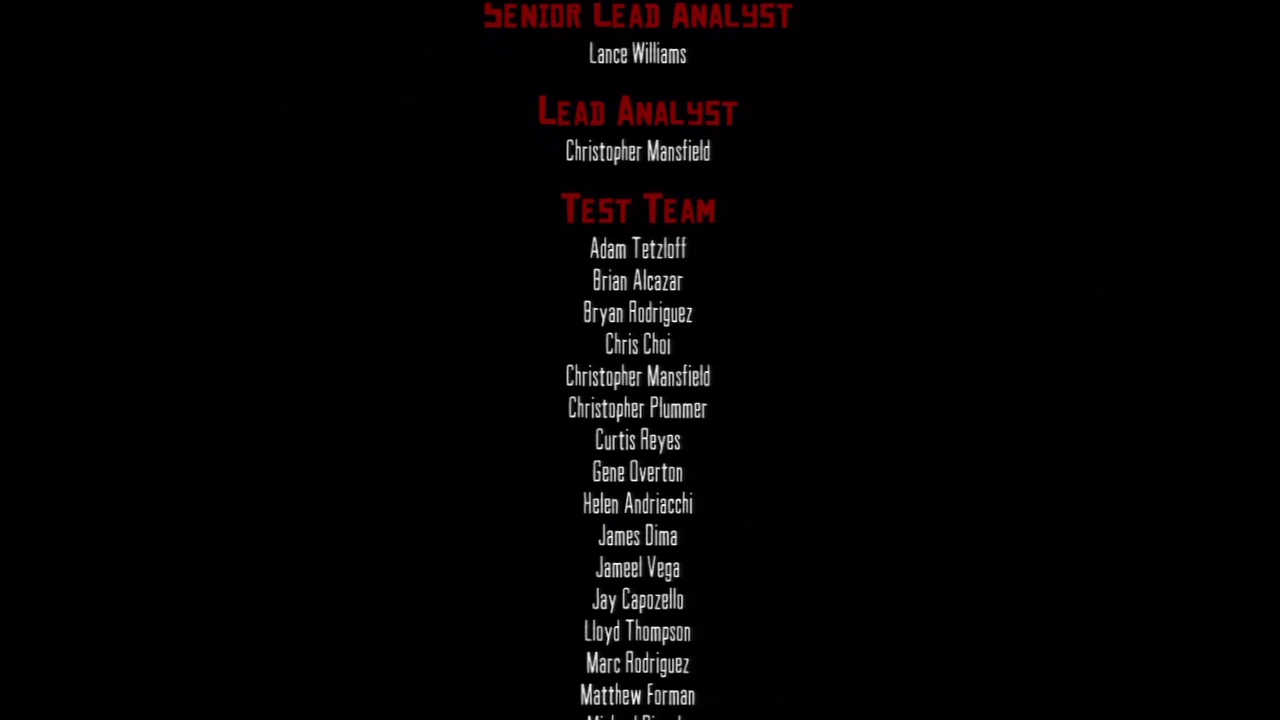 Senior Lead Analyst
Lance Williams
Lead Analyst
Christopher Mansfield
Test Team
Adam Tetzloff
Brian Alcazar
Bryan Rodriguez
Chris Choi
Christopher Mansfield
Christopher Plummer
Curtis Reyes
Gene Overton
Helen Andriacchi
James Dima
Jameel Vega
Jay Capozello
Lloyd Thompson
Marc Rodriguez
Matthew Forman